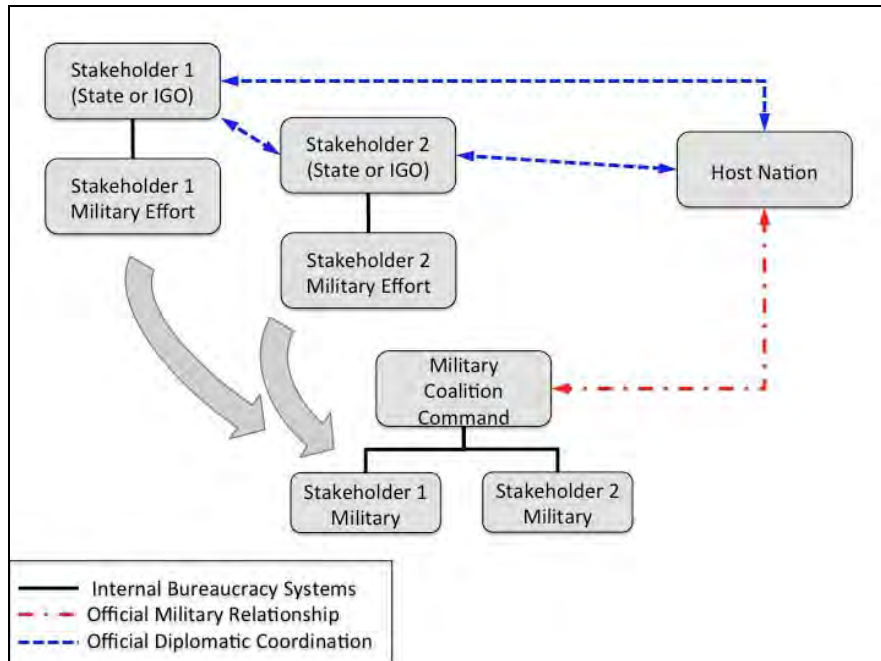 Stakeholder 1
(State or IGO)
Stakeholder 1
Military Effort
Stakeholder 2
(State or IGO)
Stakeholder 2
Military Effort
Host Nation
Military
Coalition
Command
Stakeholder 1
Military
Stakeholder 2
Military
Internal Bureaucracy Systems
Official Military Relationship
Official Diplomatic Coordination